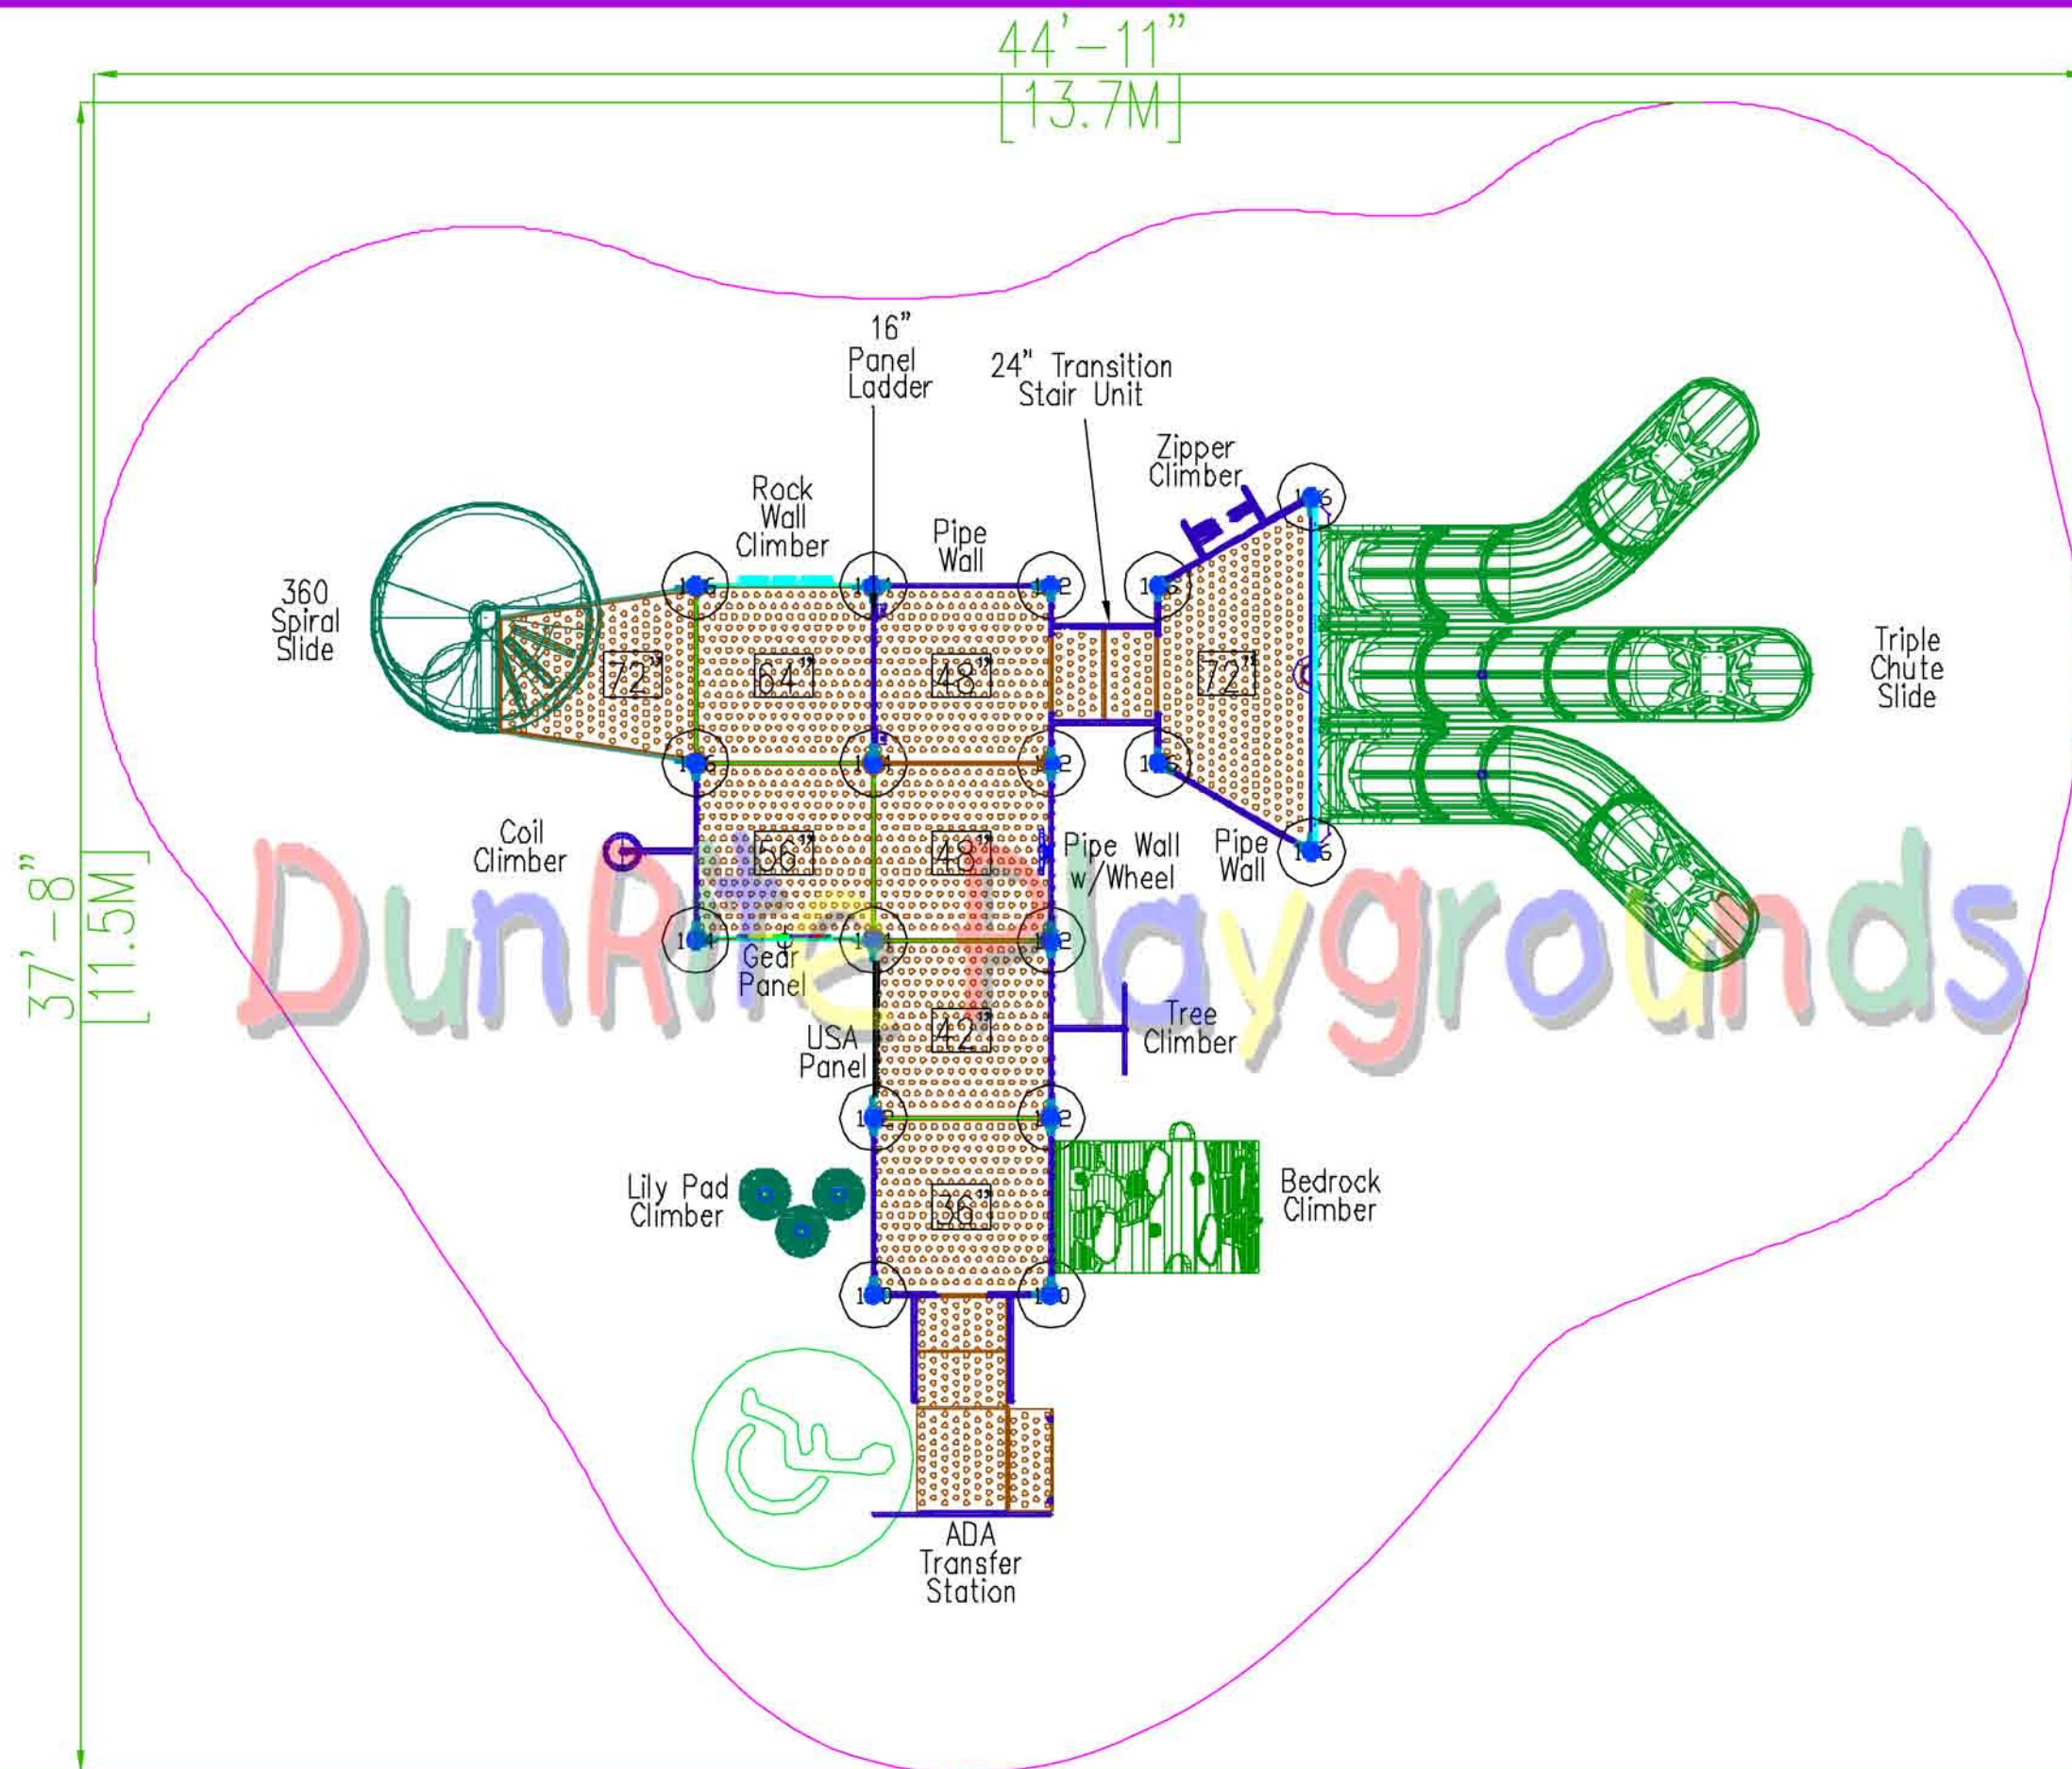 44'-11"
[13.7M]
37'-8"
[11.5M]
16"
Panel
Ladder
24" Transition
Stair Unit
Zipper
Climber
Rock
Wall
Climber
Pipe
Wall
360
Spiral
Slide
72"
64"
48"
72"
Triple
Chute
Slide
Coil
Climber
56"
48"
Pipe Wall
w/Wheel
Pipe
Wall
DunRite Playgrounds
Gear
Panel
USA
Panel
42"
Tree
Climber
Lily Pad
Climber
36"
Bedrock
Climber
ADA
Transfer
Station